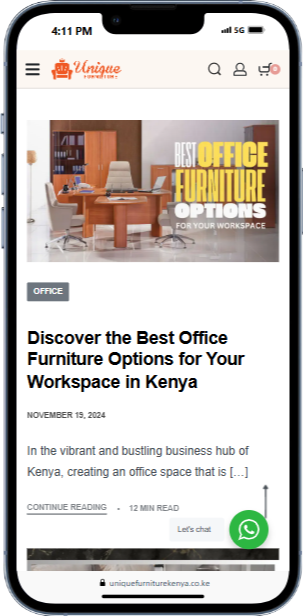 4:11 PM
5G
Unique
FURNITURE
0
BEST OFFICE
FURNITURE
OPTIONS
FOR YOUR WORKSPACE
OFFICE
Discover the Best Office
Furniture Options for Your
Workspace in Kenya
NOVEMBER 19, 2024
In the vibrant and bustling business hub of
Kenya, creating an office space that is [...]
CONTINUE READING • 12 MIN READ
Let's chat
uniquefurniturekenya.co.ke